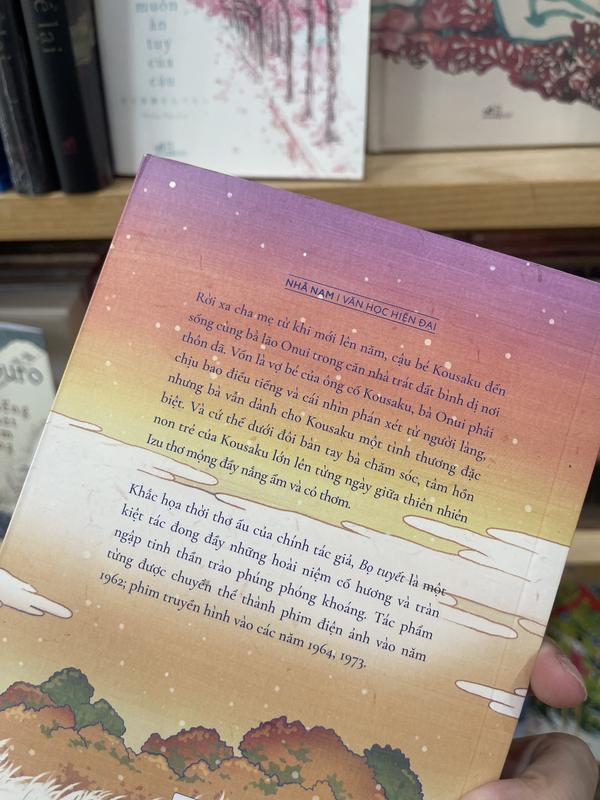 ế lại
muốn
ăn
tụy
của
cậu
NHÃ NAM | VĂN HỌC HIỆN ĐẠI
Rời xa cha mẹ từ khi mới lên năm, cậu bé Kousaku đến
sống cùng bà lão Onui trong căn nhà trát đất bình dị nơi
thôn dã. Vốn là vợ bé của ông cố Kousaku, bà Onui phải
chịu bao điều tiếng và cái nhìn phán xét từ người làng,
nhưng bà vẫn dành cho Kousaku một tình thương đặc
biệt. Và cứ thế dưới đôi bàn tay bà chăm sóc, tâm hồn
non trẻ của Kousaku lớn lên từng ngày giữa thiên nhiên
Izu thơ mộng đầy nắng ấm và cỏ thơm.
Khắc họa thời thơ ấu của chính tác giả, Bọ tuyết là một
kiệt tác đong đầy những hoài niệm cố hương và tràn
ngập tinh thần trào phúng phóng khoáng. Tác phẩm
từng được chuyển thể thành phim điện ảnh vào năm
1962; phim truyền hình vào các năm 1964, 1973.